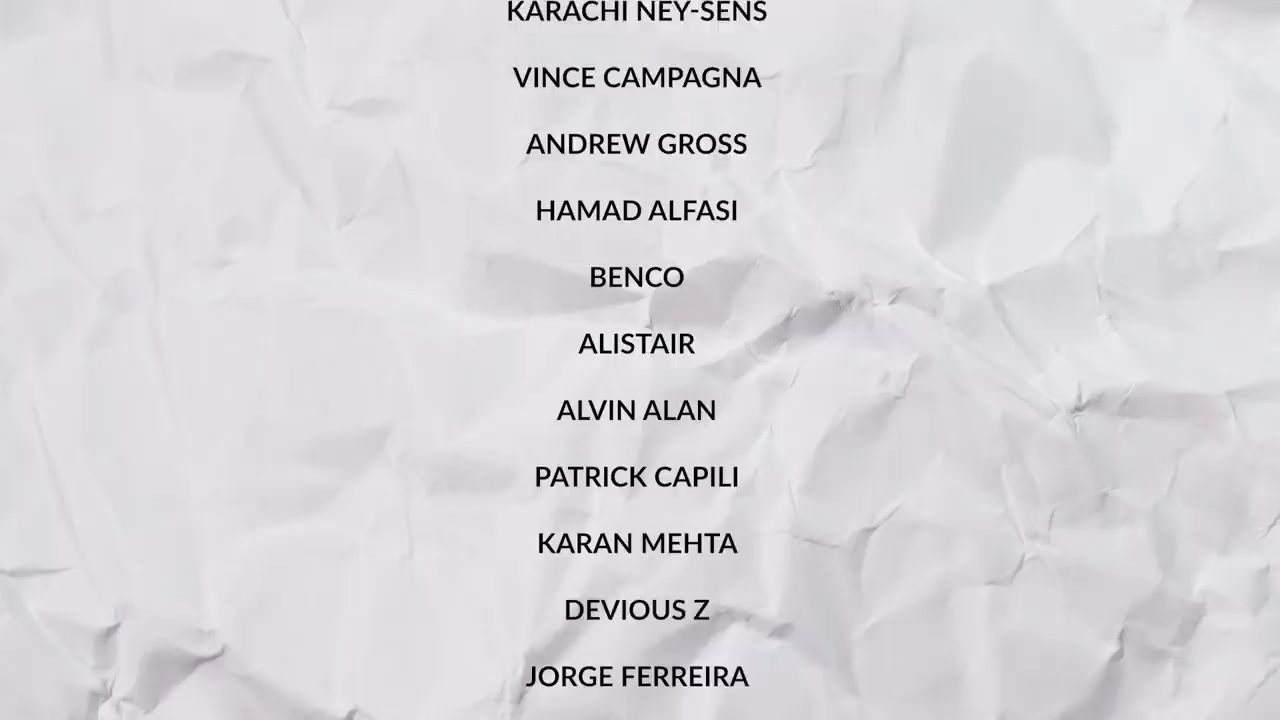 KARACHI NEY-SENS
VINCE CAMPAGNA
ANDREW GROSS
HAMAD ALFASI
BENCO
ALISTAIR
ALVIN ALAN
PATRICK CAPILI
KARAN MEHTA
DEVIOUS Z
JORGE FERREIRA